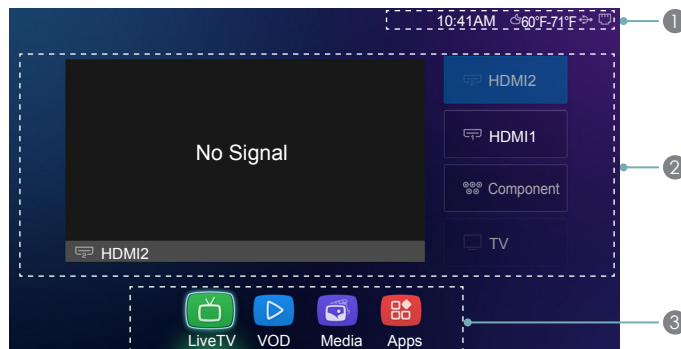 10:41AM 60°F-71°F
1
HDMI2
HDMI1
No Signal
2
Component
TV
HDMI2
3
LiveTV VOD Media Apps